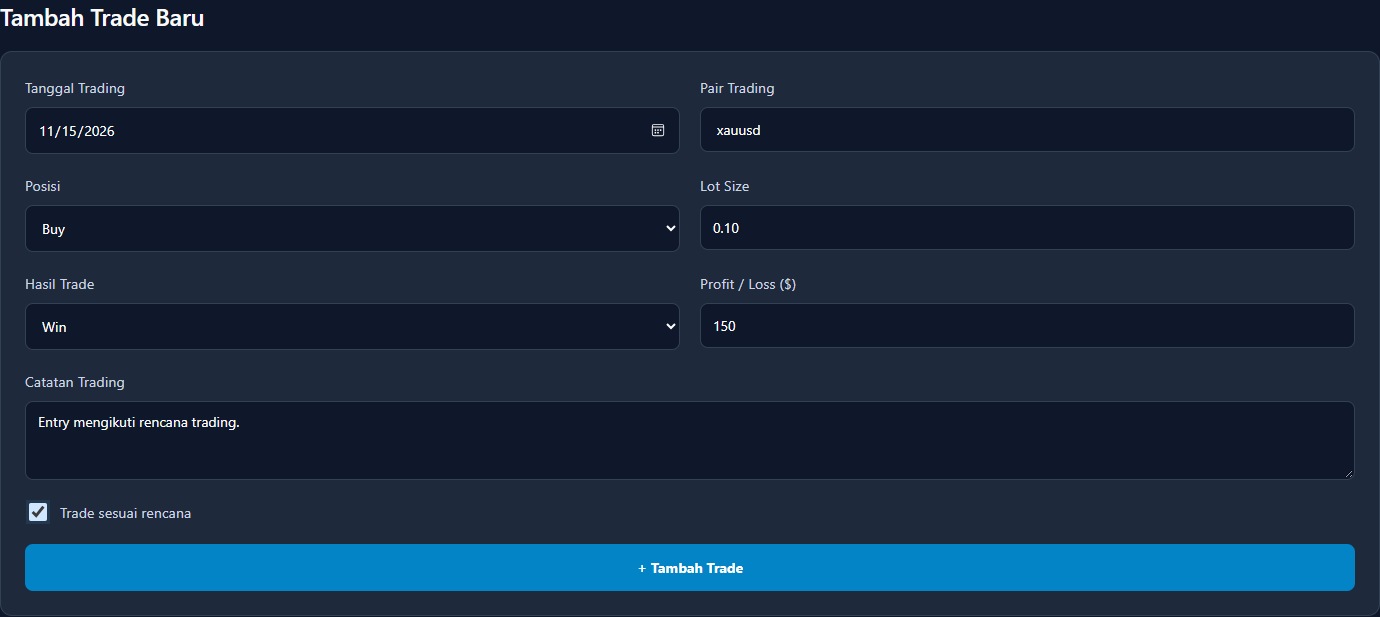 Tambah Trade Baru
Tanggal Trading
Pair Trading
11/15/2026
xauusd
Posisi
Lot Size
Buy
0.10
Hasil Trade
Profit / Loss ($)
Win
150
Catatan Trading
Entry mengikuti rencana trading.
Trade sesuai rencana
+ Tambah Trade